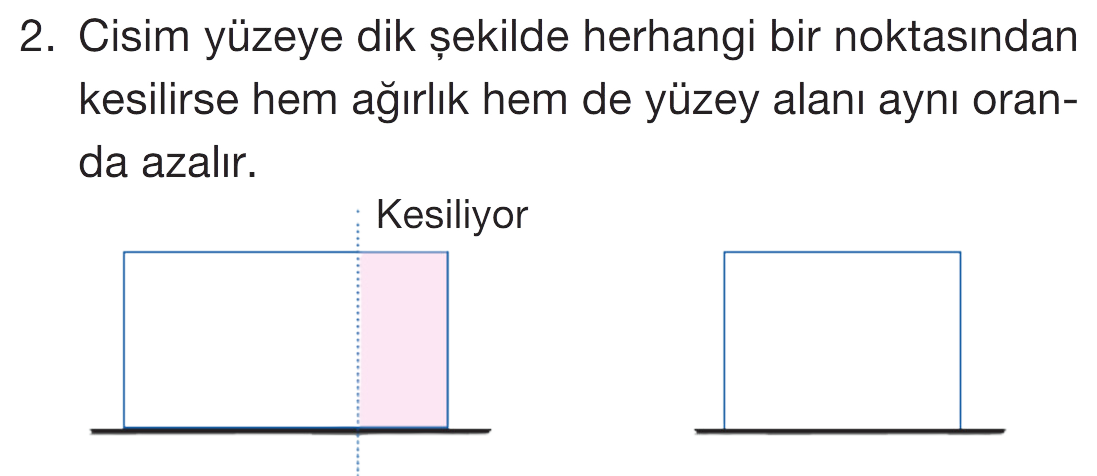 2. Cisim yüzeye dik şekilde herhangi bir noktasından
kesilirse hem ağırlık hem de yüzey alanı aynı oran-
da azalır.
Kesiliyor